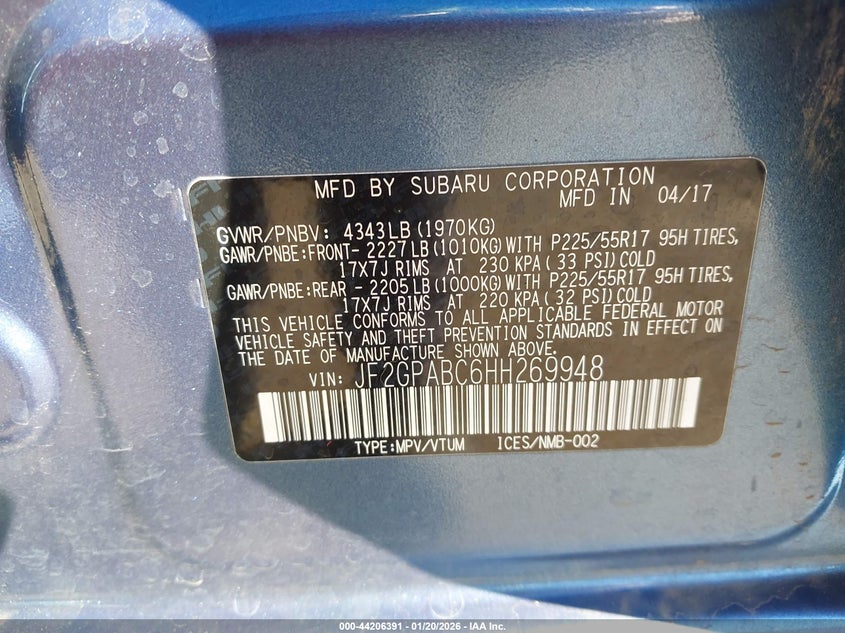 MFD BY SUBARU CORPORATION
MFD IN 04/17
GVWR/PNBV: 4343LB(1970KG)
GAWR/PNBE:FRONT- 2227LB(1010KG)WITH P225/55R17 95H TIRES,
17X7J RIMS AT 230 KPA( 33 PSI)COLD
GAWR/PNBE:REAR - 2205LB(1000KG)WITH P225/55R17 95H TIRES,
17X7J RIMS AT 220 KPA( 32 PSI)COLD
THIS VEHICLE CONFORMS TO ALL APPLICABLE FEDERAL MOTOR
VEHICLE SAFETY AND THEFT PREVENTION STANDARDS IN EFFECT ON
THE DATE OF MANUFACTURE SHOWN ABOVE.
VIN: JF2GPABC6HH269948
TYPE:MPV/VTUM ICES/NMB-002
000-44206391 - 01/20/2026 - IAA Inc.